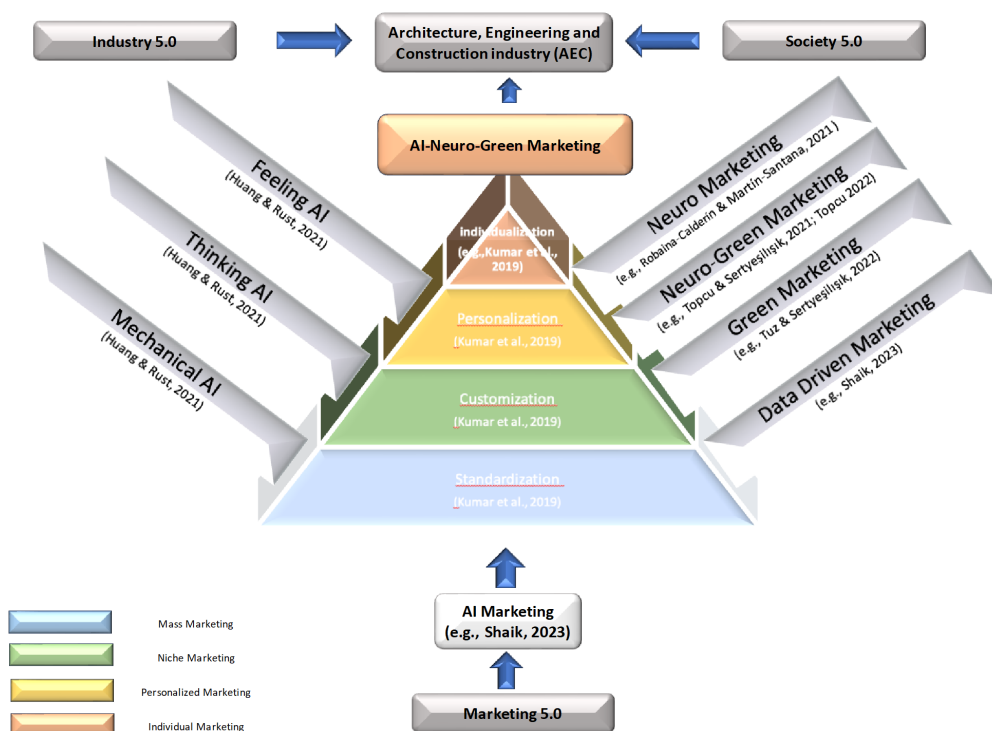 Industry 5.0
Architecture, Engineering and
Construction industry (AEC)
Society 5.0
AI-Neuro-Green Marketing
Feeling AI
(Huang & Rust, 2021)
Thinking AI
(Huang & Rust, 2021)
Mechanical AI
(Huang & Rust, 2021)
Neuro Marketing
(e.g., Robaina-Calderín & Martín-Santana, 2021)
Neuro-Green Marketing
(e.g., Topcu & Sertyeşilışık, 2021; Topcu 2022)
Green Marketing
(e.g., Tuz & Sertyeşilışık, 2022)
Data Driven Marketing
(e.g., Shaik, 2023)
individualization
(e.g.,Kumar et al.,
2019)
Personalization
(Kumar et al., 2019)
Customization
(Kumar et al., 2019)
Standardization
(Kumar et al., 2019)
AI Marketing
(e.g., Shaik, 2023)
Marketing 5.0
Mass Marketing
Niche Marketing
Personalized Marketing
Individual Marketing